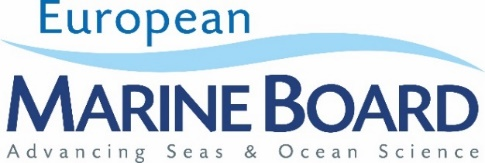 European
MARINE BOARD
Advancing Seas & Ocean Science